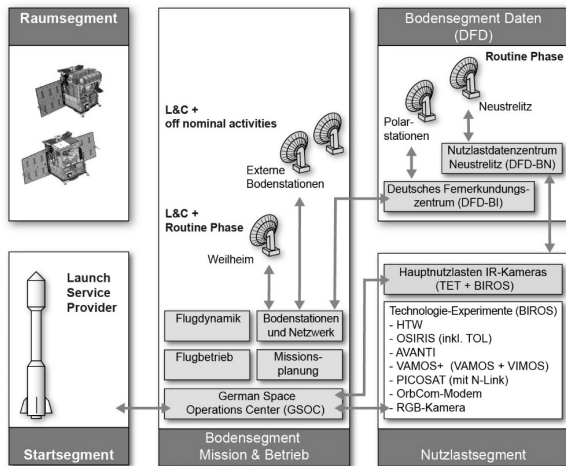 Raumsegment
Launch
Service
Provider
Startsegment
L&C +
off nominal activities
Externe
Bodenstationen
L&C +
Routine Phase
Weilheim
Flugdynamik
Bodenstationen
und Netzwerk
Flugbetrieb
Missions-
planung
German Space
Operations Center (GSOC)
Bodensegment
Mission & Betrieb
Bodensegment Daten
(DFD)
Routine Phase
Neustrelitz
Polar-
stationen
Nutzlastdatenzentrum
Neustrelitz (DFD-BN)
Deutsches Fernerkundungs-
zentrum (DFD-BI)
Hauptnutzlasten IR-Kameras
(TET + BIROS)
Technologie-Experimente (BIROS)
- HTW
- OSIRIS (inkl. TOL)
- AVANTI
- VAMOS+ (VAMOS + VIMOS)
- PICOSAT (mit N-Link)
- OrbCom-Modem
- RGB-Kamera
Nutzlastsegment